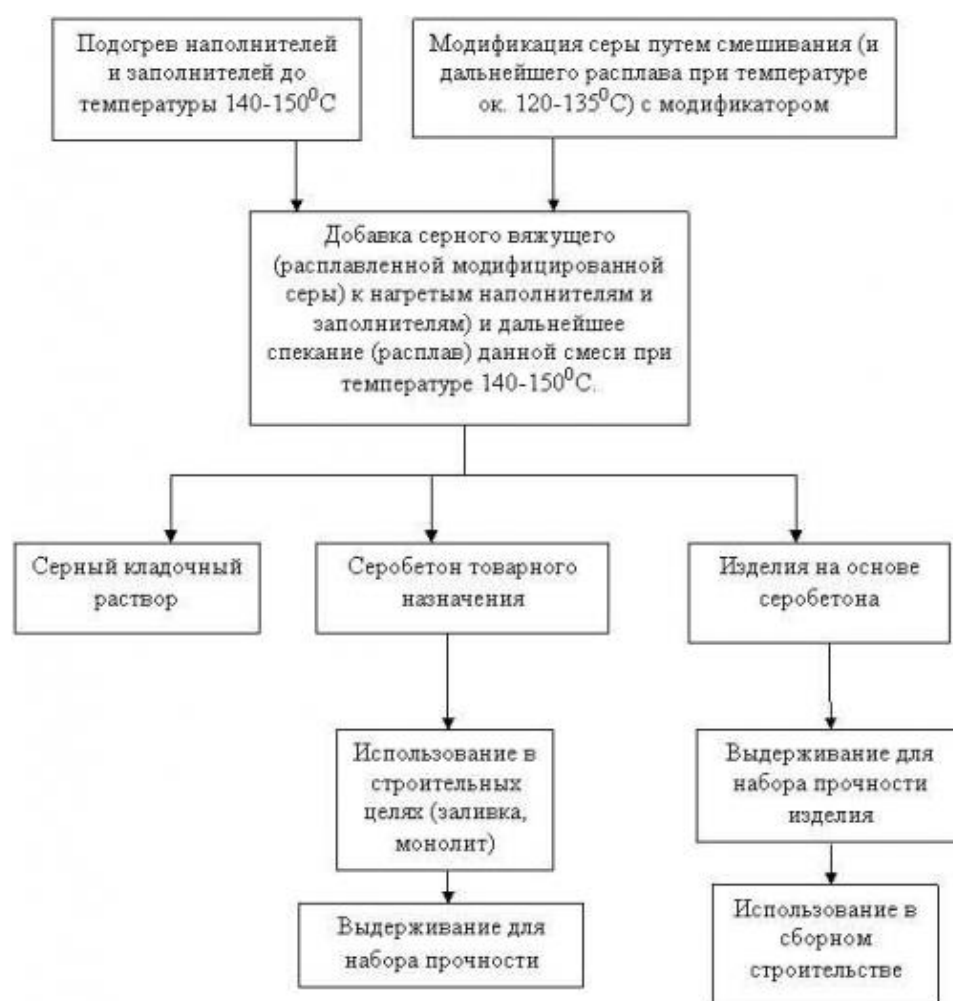 Подогрев наполнителей
и заполнителей до
температуры 140-150⁰С
Модификация серы путем смешивания (и
дальнейшего расплава при температуре
ок. 120-135⁰С) с модификатором
Добавка серного вяжущего
(расплавленной модифицированной
серы) к нагретым наполнителям и
заполнителям) и дальнейшее
спекание (расплав) данной смеси при
температуре 140-150⁰С.
Серный кладочный
раствор
Серобетон товарного
назначения
Изделия на основе
серобетона
Использование в
строительных
целях (заливка,
монолит)
Выдерживание для
набора прочности
Выдерживание для
набора прочности
изделия
Использование в
сборном
строительстве